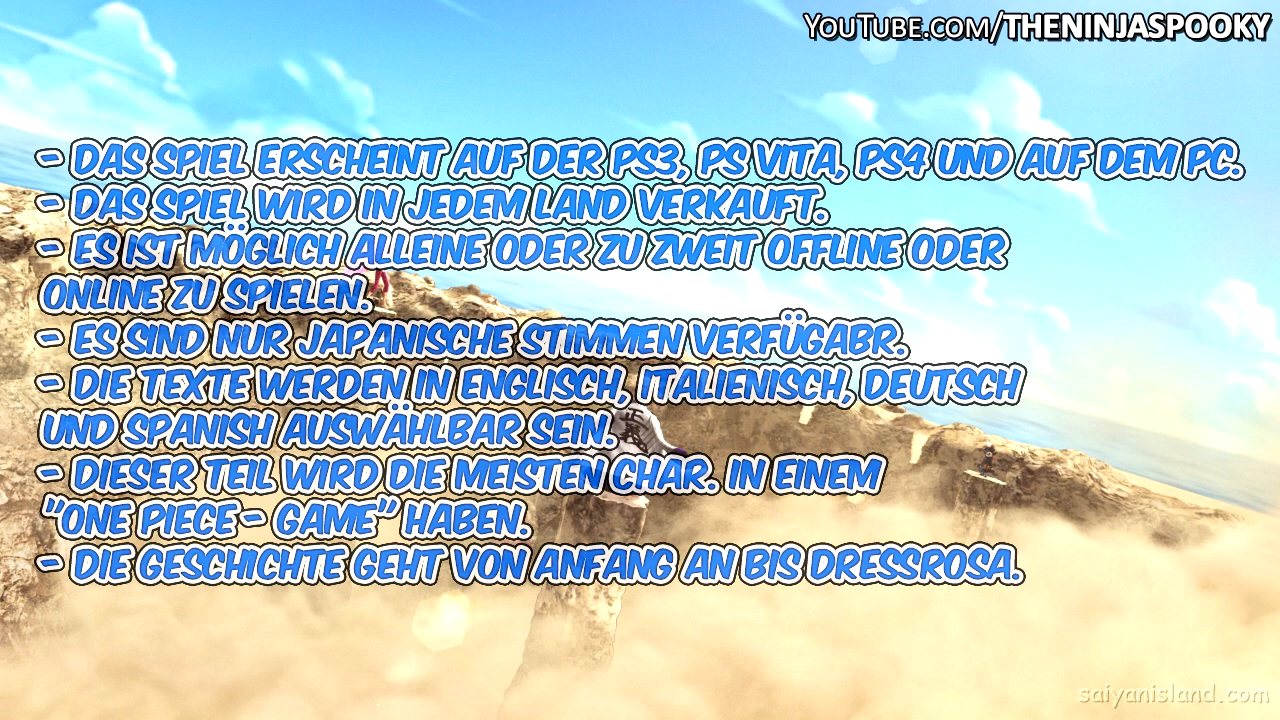 YouTube.com/THENINJASPOOKY
- DAS SPIEL ERSCHEINT AUF DER PS3, PS VITA, PS4 UND AUF DEM PC.
- DAS SPIEL WIRD IN JEDEM LAND VERKAUFT.
- ES IST MÖGLICH ALLEINE ODER ZU ZWEIT OFFLINE ODER
ONLINE ZU SPIELEN.
- ES SIND NUR JAPANISCHE STIMMEN VERFÜGABR.
- DIE TEXTE WERDEN IN ENGLISCH, ITALIENISCH, DEUTSCH
UND SPANISH AUSWÄHLBAR SEIN.
正義
- DIESER TEIL WIRD DIE MEISTEN CHAR. IN EINEM
"ONE PIECE - GAME" HABEN.
- DIE GESCHICHTE GEHT VON ANFANG AN BIS DRESSROSA.
saiyanisland.com